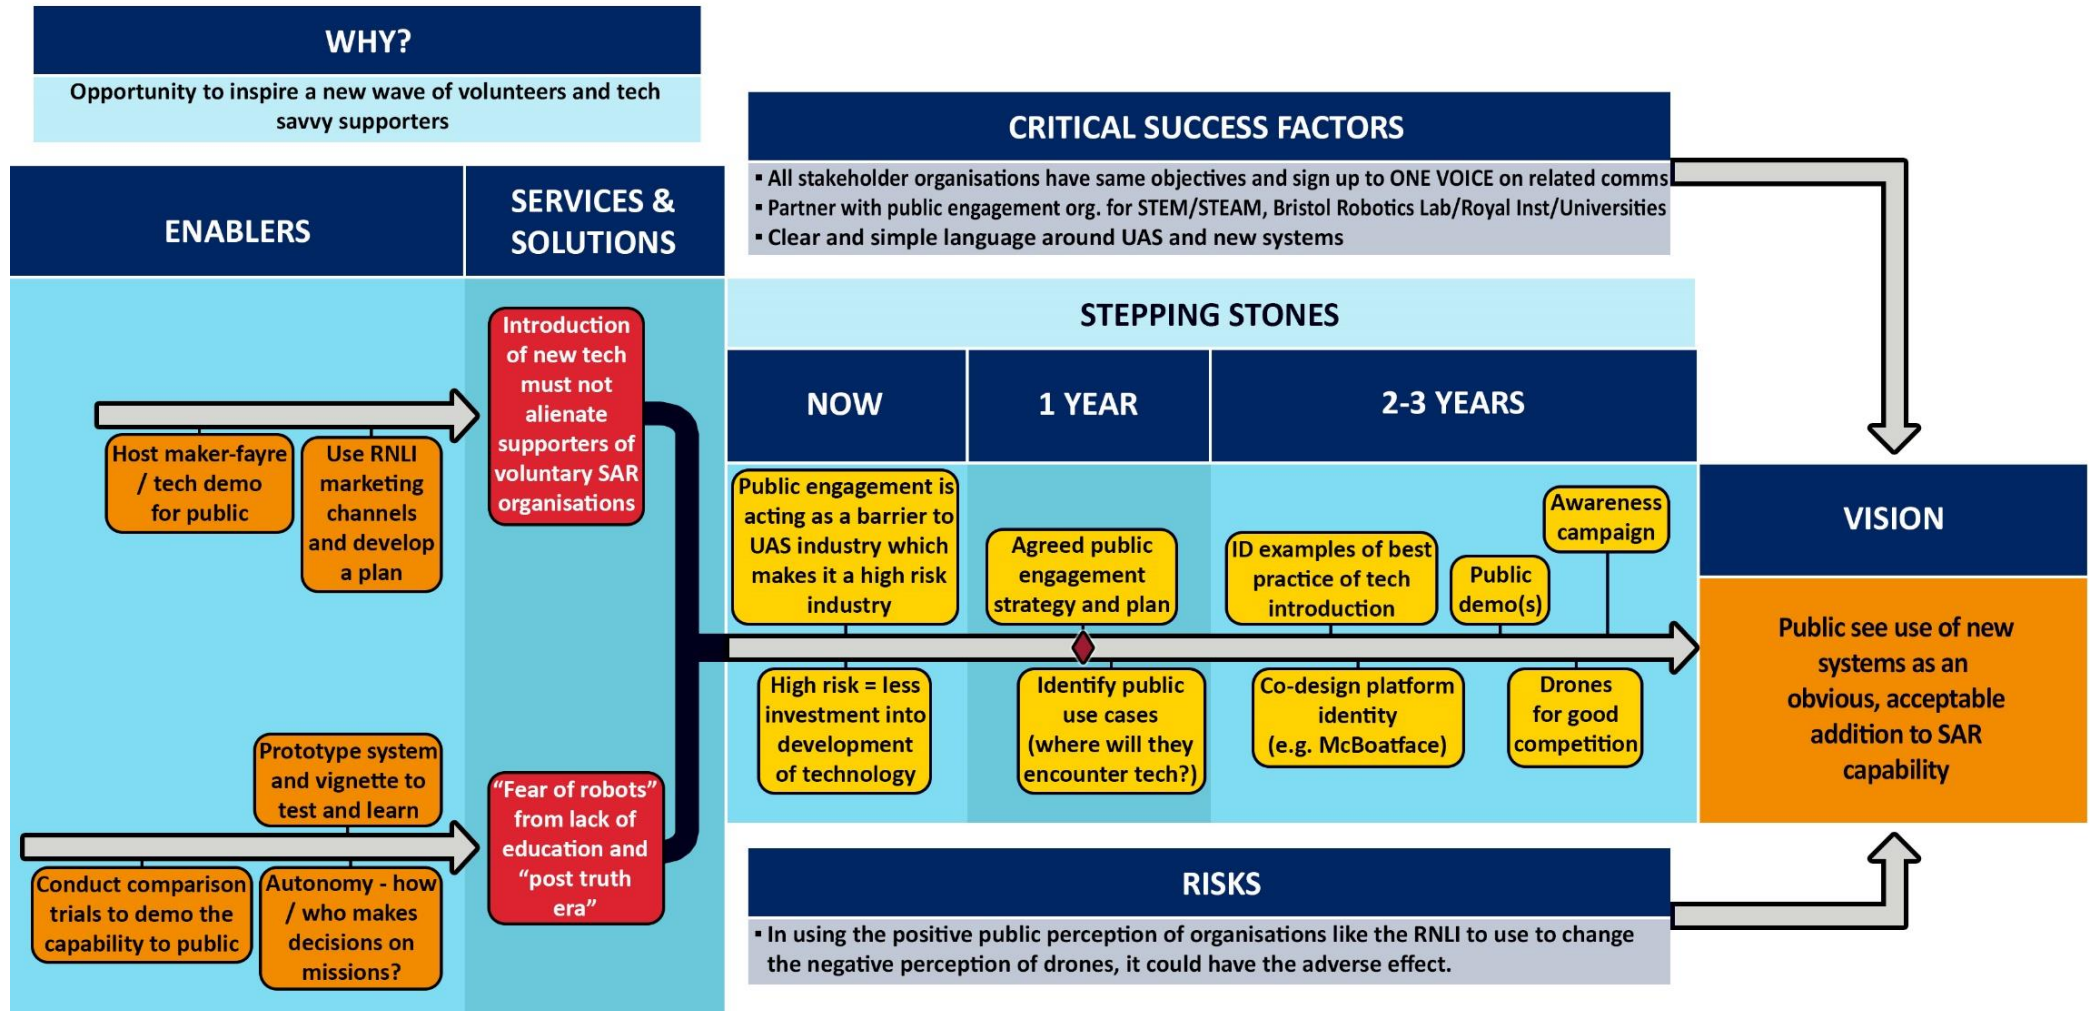 WHY?
Opportunity to inspire a new wave of volunteers and tech
savvy supporters
CRITICAL SUCCESS FACTORS
▪ All stakeholder organisations have same objectives and sign up to ONE VOICE on related comms
▪ Partner with public engagement org. for STEM/STEAM, Bristol Robotics Lab/Royal Inst/Universities
▪ Clear and simple language around UAS and new systems
ENABLERS
SERVICES &
SOLUTIONS
Host maker-fayre
/ tech demo
for public
Use RNLI
marketing
channels
and develop
a plan
Introduction
of new tech
must not
alienate
supporters of
voluntary SAR
organisations
Prototype system
and vignette to
test and learn
Conduct comparison
trials to demo the
capability to public
Autonomy - how
/ who makes
decisions on
missions?
“Fear of robots”
from lack of
education and
“post truth
era”
STEPPING STONES
NOW
1 YEAR
2-3 YEARS
Public engagement is
acting as a barrier to
UAS industry which
makes it a high risk
industry
Agreed public
engagement
strategy and plan
ID examples of best
practice of tech
introduction
Public
demo(s)
Awareness
campaign
High risk = less
investment into
development
of technology
Identify public
use cases
(where will they
encounter tech?)
Co-design platform
identity
(e.g. McBoatface)
Drones
for good
competition
VISION
Public see use of new
systems as an
obvious, acceptable
addition to SAR
capability
RISKS
▪ In using the positive public perception of organisations like the RNLI to use to change
the negative perception of drones, it could have the adverse effect.